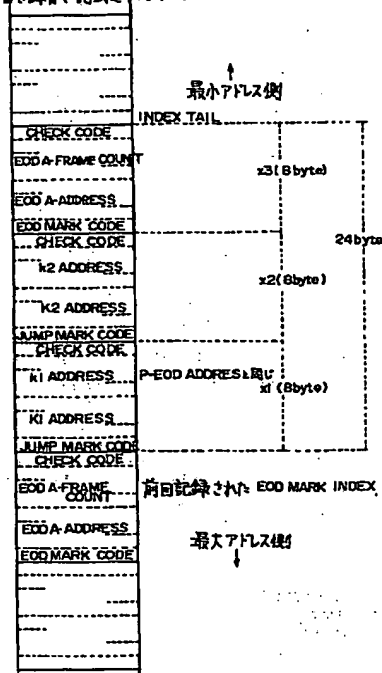 最小アドレス側
INDEX TAIL
CHECK CODE
EOD A-FRAME COUNT
x3(8byte)
EOD A-ADDRESS
EOD MARK CODE
CHECK CODE
24byte
k2 ADDRESS
x2(8byte)
K2 ADDRESS
JUMP MARK CODE
CHECK CODE
k1 ADDRESS
P-EOD ADDRESと同じ
x1(8byte)
K1 ADDRESS
JUMP MARK CODE
CHECK CODE
EOD A-FRAME COUNT
前回記録された EOD MARK INDEX
EOD A-ADDRESS
最大アドレス側
EOD MARK CODE